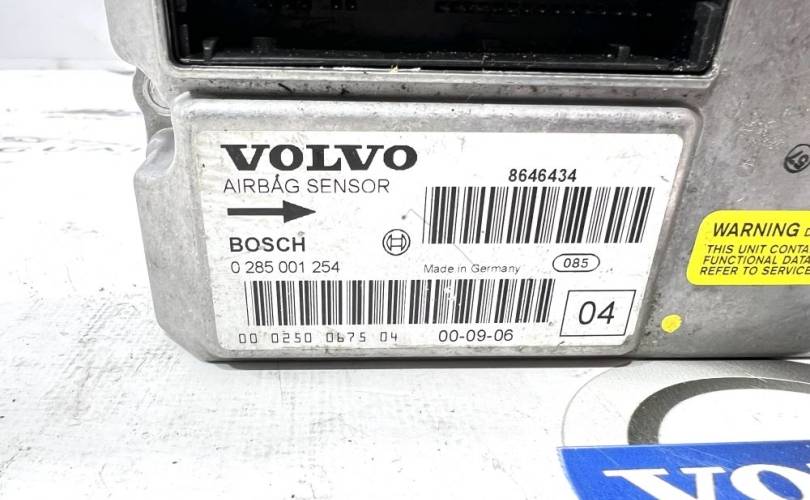 VOLVO
AIRBAG SENSOR
8646434
BOSCH
0 285 001 254
Made in Germany
085
04
00 0250 0675 04
00-09-06
WARNING
THIS UNIT CONTA
FUNCTIONAL DATA
REFER TO SERVICE
VOLV